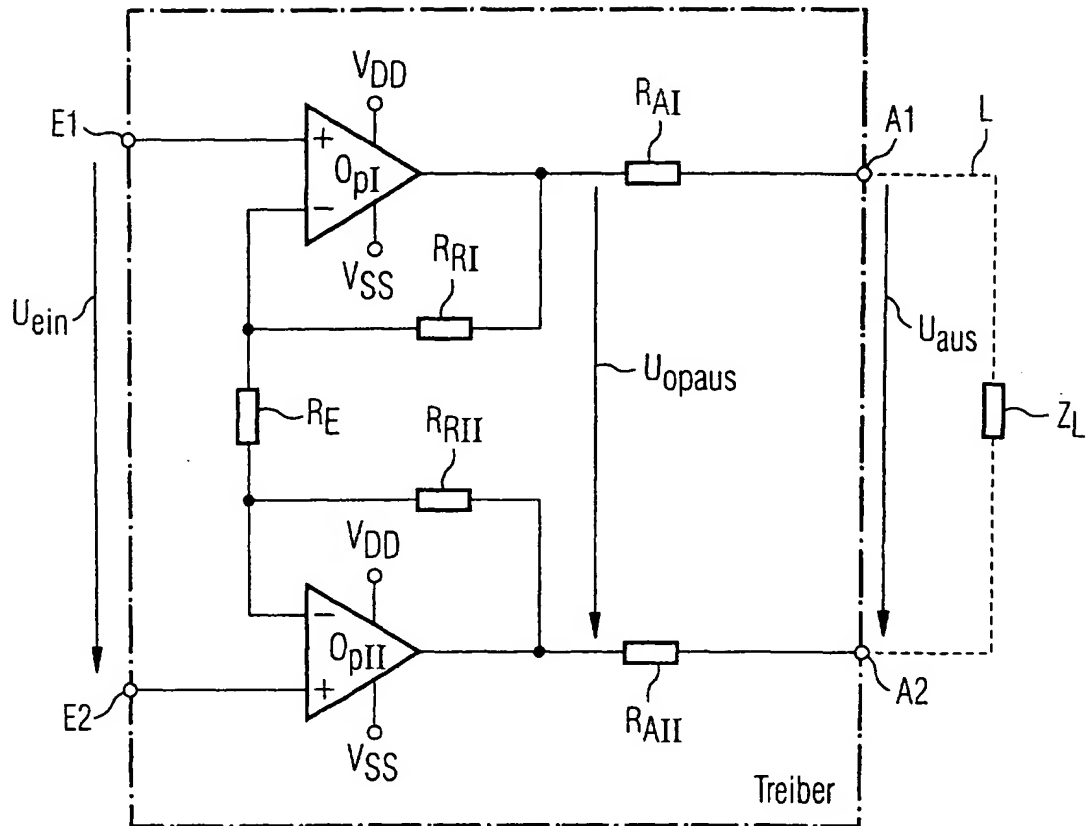 VDD
RAI
L
E1
A1
+
OpI
−
VSS
RRI
Uein
Uaus
Uopaus
RE
RRII
ZL
VDD
−
OpII
+
E2
A2
VSS
RAII
Treiber